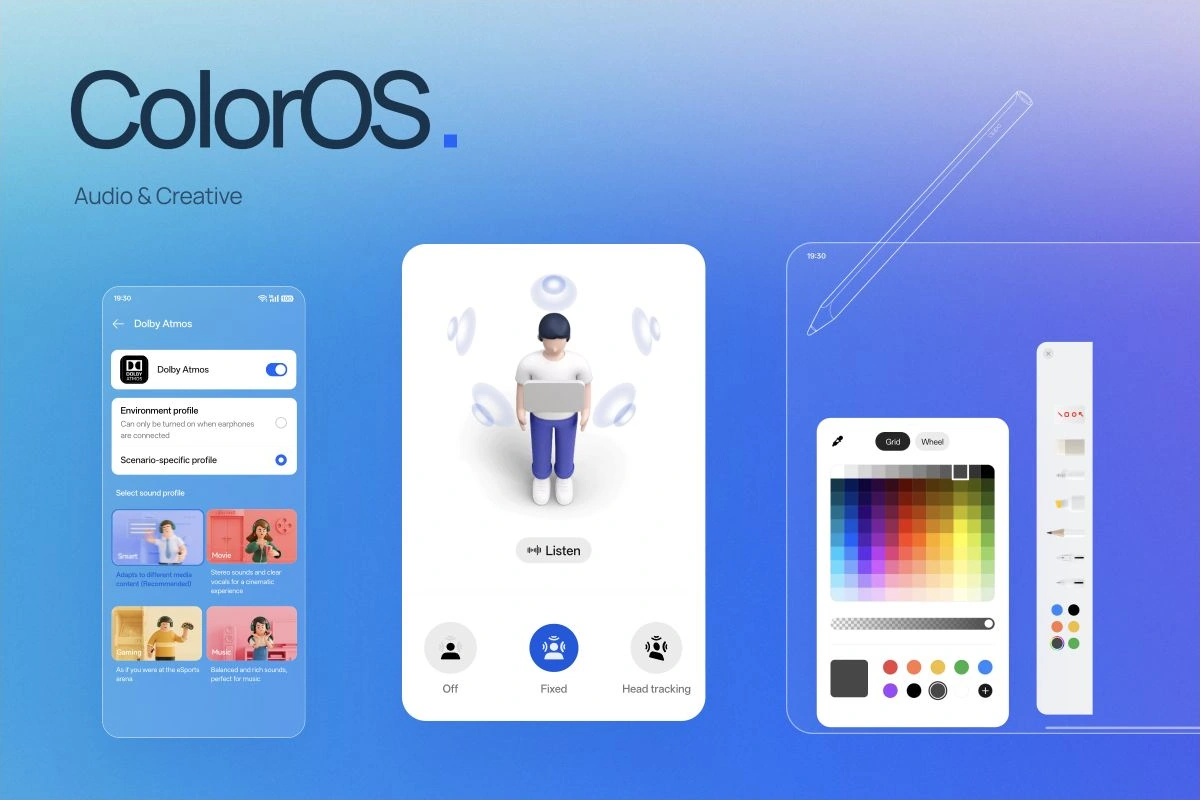 ColorOS.
Audio & Creative
19:30
100
Dolby Atmos
DOLBY
ATMOS
Dolby Atmos
Environment profile
Can only be turned on when earphones
are connected
Scenario-specific profile
Select sound profile
Smart
Movie
Adapts to different media
content (Recommended)
Stereo sounds and clear
vocals for a cinematic
experience
Gaming
Music
As if you were at the eSports
arena
Balanced and rich sounds,
perfect for music
Listen
Off
Fixed
Head tracking
19:30
Grid
Wheel